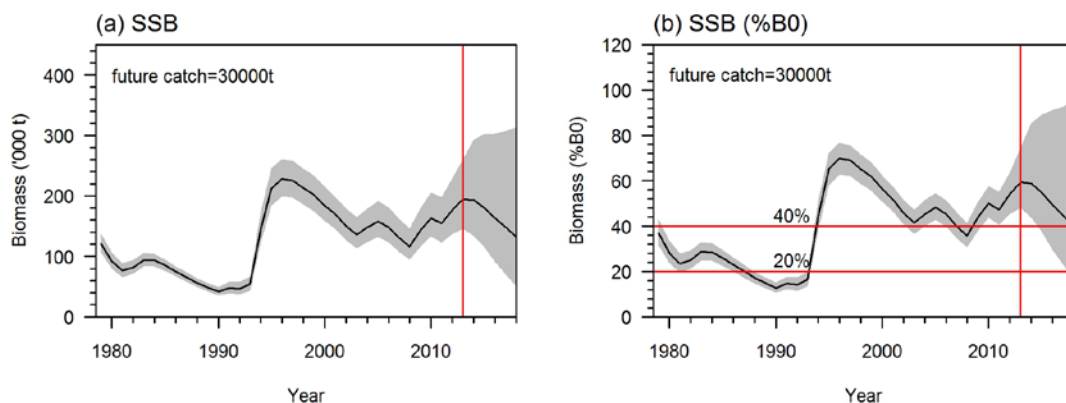 (a) SSB
future catch=30000t
Biomass ('000 t)
400
300
200
100
0
1980
1990
2000
2010
Year
(b) SSB (%B0)
future catch=30000t
Biomass (%B0)
120
100
80
60
40
20
0
40%
20%
1980
1990
2000
2010
Year